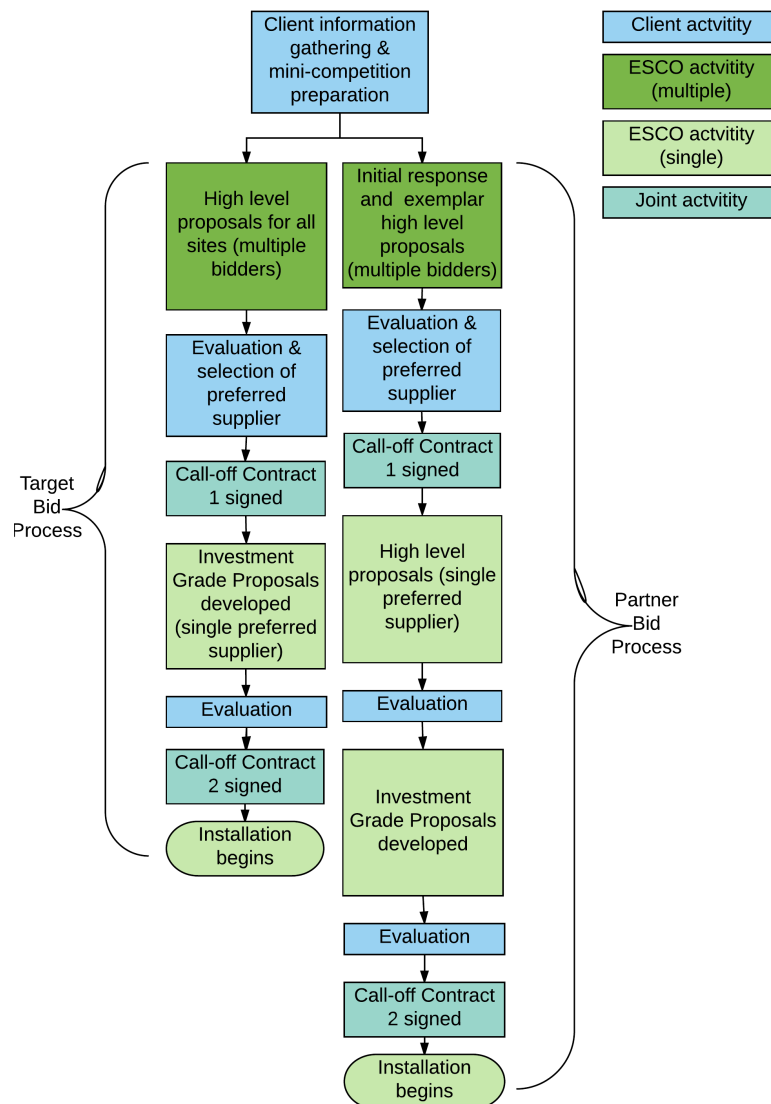 Client information
gathering &
mini-competition
preparation
Client actvitity
ESCO actvitity
(multiple)
ESCO actvitity
(single)
Joint actvitity
Target
Bid
Process
High level
proposals for all
sites (multiple
bidders)
Evaluation &
selection of
preferred
supplier
Call-off Contract
1 signed
Investment
Grade Proposals
developed
(single preferred
supplier)
Evaluation
Call-off Contract
2 signed
Installation
begins
Initial response
and exemplar
high level
proposals
(multiple bidders)
Evaluation &
selection of
preferred
supplier
Call-off Contract
1 signed
High level
proposals (single
preferred
supplier)
Evaluation
Investment
Grade Proposals
developed
Evaluation
Call-off Contract
2 signed
Installation
begins
Partner
Bid
Process